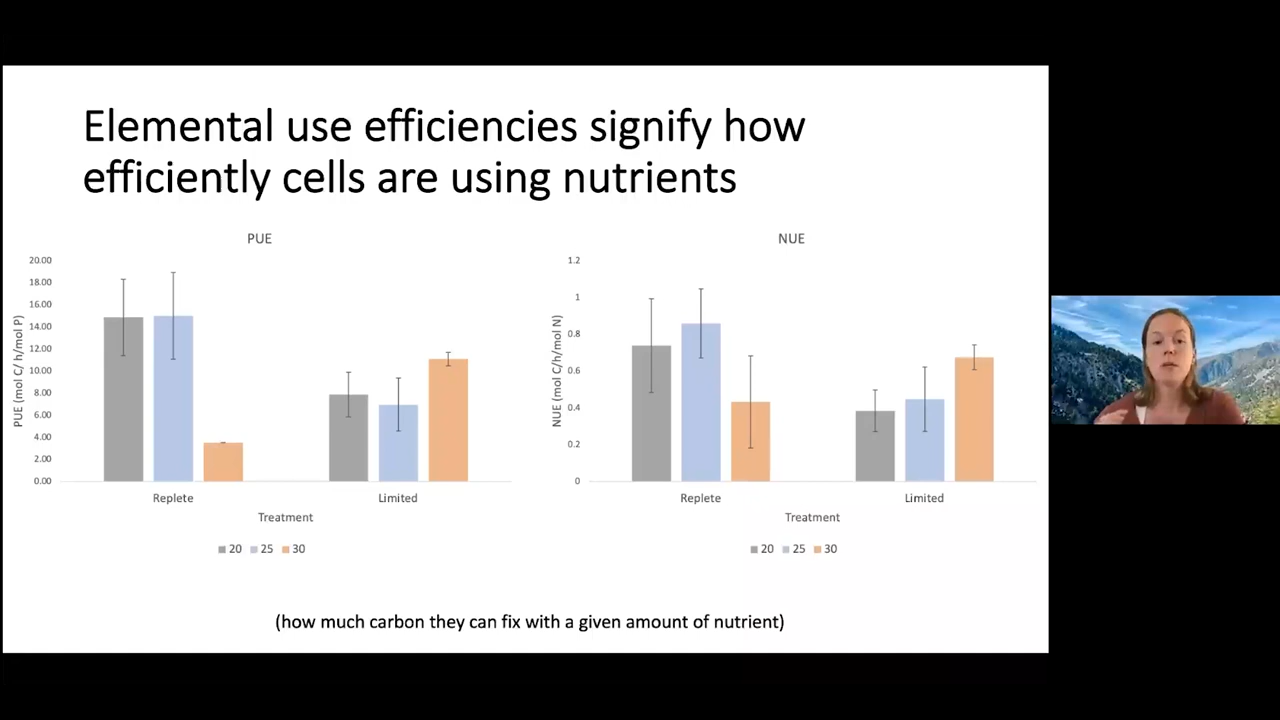 Elemental use efficiencies signify how
efficiently cells are using nutrients
PUE
PUE (mol C/ h/mol P)
20.00
18.00
16.00
14.00
12.00
10.00
8.00
6.00
4.00
2.00
0.00
Replete Limited
Treatment
20 25 30
NUE
NUE (mol C/h/mol N)
1.2
1
0.8
0.6
0.4
0.2
0
Replete Limited
Treatment
20 25 30
(how much carbon they can fix with a given amount of nutrient)